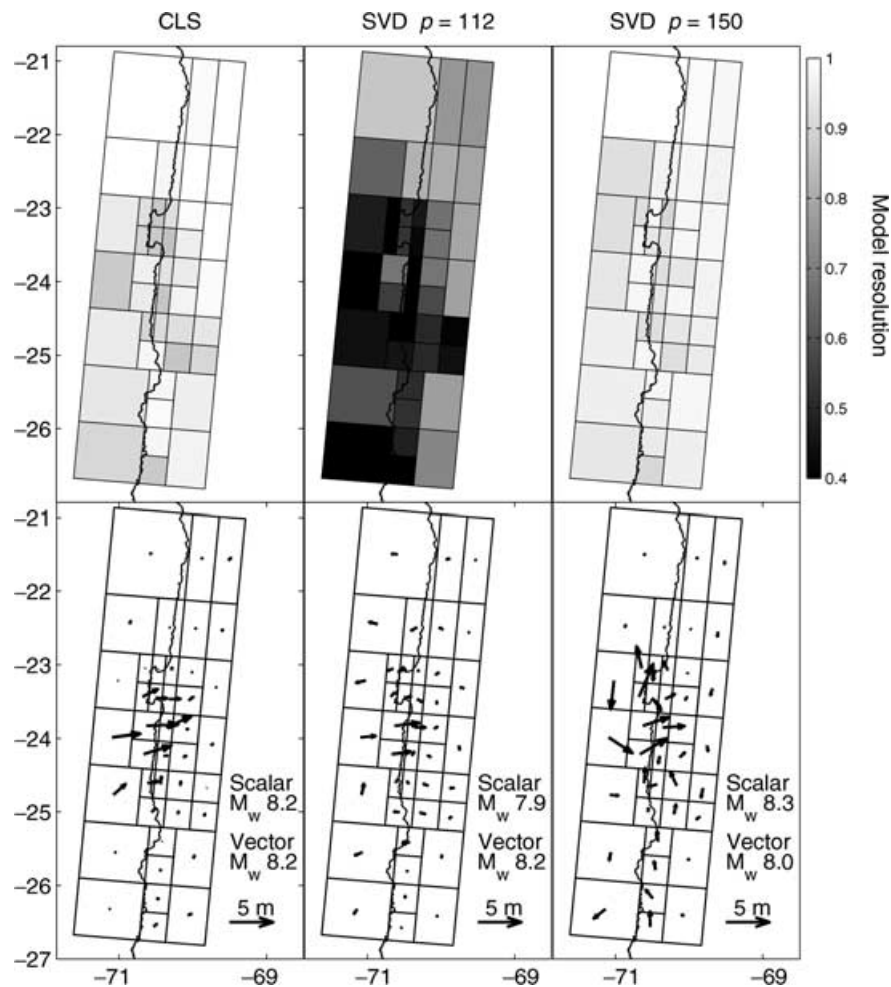 CLS
SVD p = 112
SVD p = 150
−21
−22
−23
−24
−25
−26
1
0.9
0.8
0.7
0.6
0.5
0.4
Model resolution
−21
−22
−23
−24
−25
−26
−27
Scalar
Mw 8.2
Vector
Mw 8.2
5 m
Scalar
Mw 7.9
Vector
Mw 8.2
5 m
Scalar
Mw 8.3
Vector
Mw 8.0
5 m
−71
−69
−71
−69
−71
−69